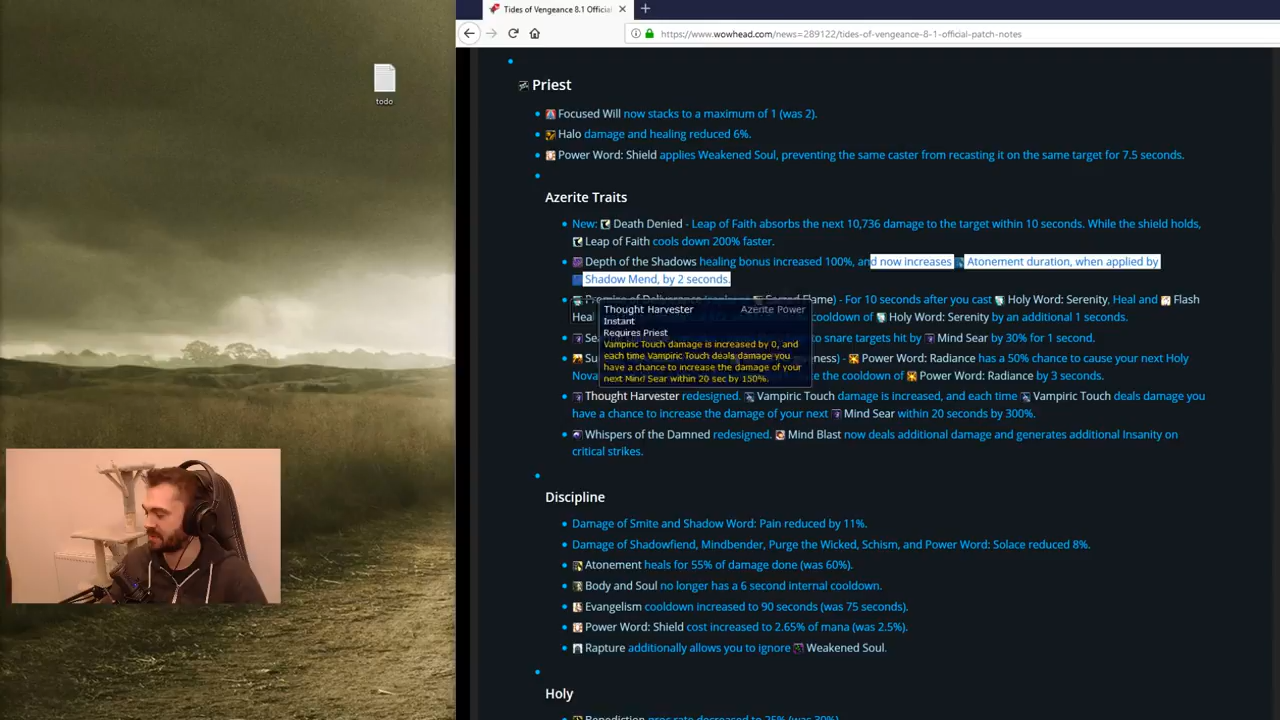 Tides of Vengeance 8.1 Official
https://www.wowhead.com/news=289122/tides-of-vengeance-8-1-official-patch-notes
todo
Priest
Focused Will now stacks to a maximum of 1 (was 2).
Halo damage and healing reduced 6%.
Power Word: Shield applies Weakened Soul, preventing the same caster from recasting it on the same target for 7.5 seconds.
Azerite Traits
New: Death Denied - Leap of Faith absorbs the next 10,736 damage to the target within 10 seconds. While the shield holds,
Leap of Faith cools down 200% faster.
Depth of the Shadows healing bonus increased 100%, and now increases Atonement duration, when applied by
Shadow Mend, by 2 seconds.
Promise of Deliverance (replaces Sacred Flame) - For 10 seconds after you cast Holy Word: Serenity, Heal and Flash
Heal cooldown of Holy Word: Serenity by an additional 1 seconds.
Thought Harvester Azerite Power
Instant
Requires Priest
Vampiric Touch damage is increased by 0, and
each time Vampiric Touch deals damage you
have a chance to increase the damage of your
next Mind Sear within 20 sec by 150%.
to snare targets hit by Mind Sear by 30% for 1 second.
Power Word: Radiance has a 50% chance to cause your next Holy
Nova the cooldown of Power Word: Radiance by 3 seconds.
Thought Harvester redesigned. Vampiric Touch damage is increased, and each time Vampiric Touch deals damage you
have a chance to increase the damage of your next Mind Sear within 20 seconds by 300%.
Whispers of the Damned redesigned. Mind Blast now deals additional damage and generates additional Insanity on
critical strikes.
Discipline
Damage of Smite and Shadow Word: Pain reduced by 11%.
Damage of Shadowfiend, Mindbender, Purge the Wicked, Schism, and Power Word: Solace reduced 8%.
Atonement heals for 55% of damage done (was 60%).
Body and Soul no longer has a 6 second internal cooldown.
Evangelism cooldown increased to 90 seconds (was 75 seconds).
Power Word: Shield cost increased to 2.65% of mana (was 2.5%).
Rapture additionally allows you to ignore Weakened Soul.
Holy
Benediction proc rate decreased to 25% (was 30%).